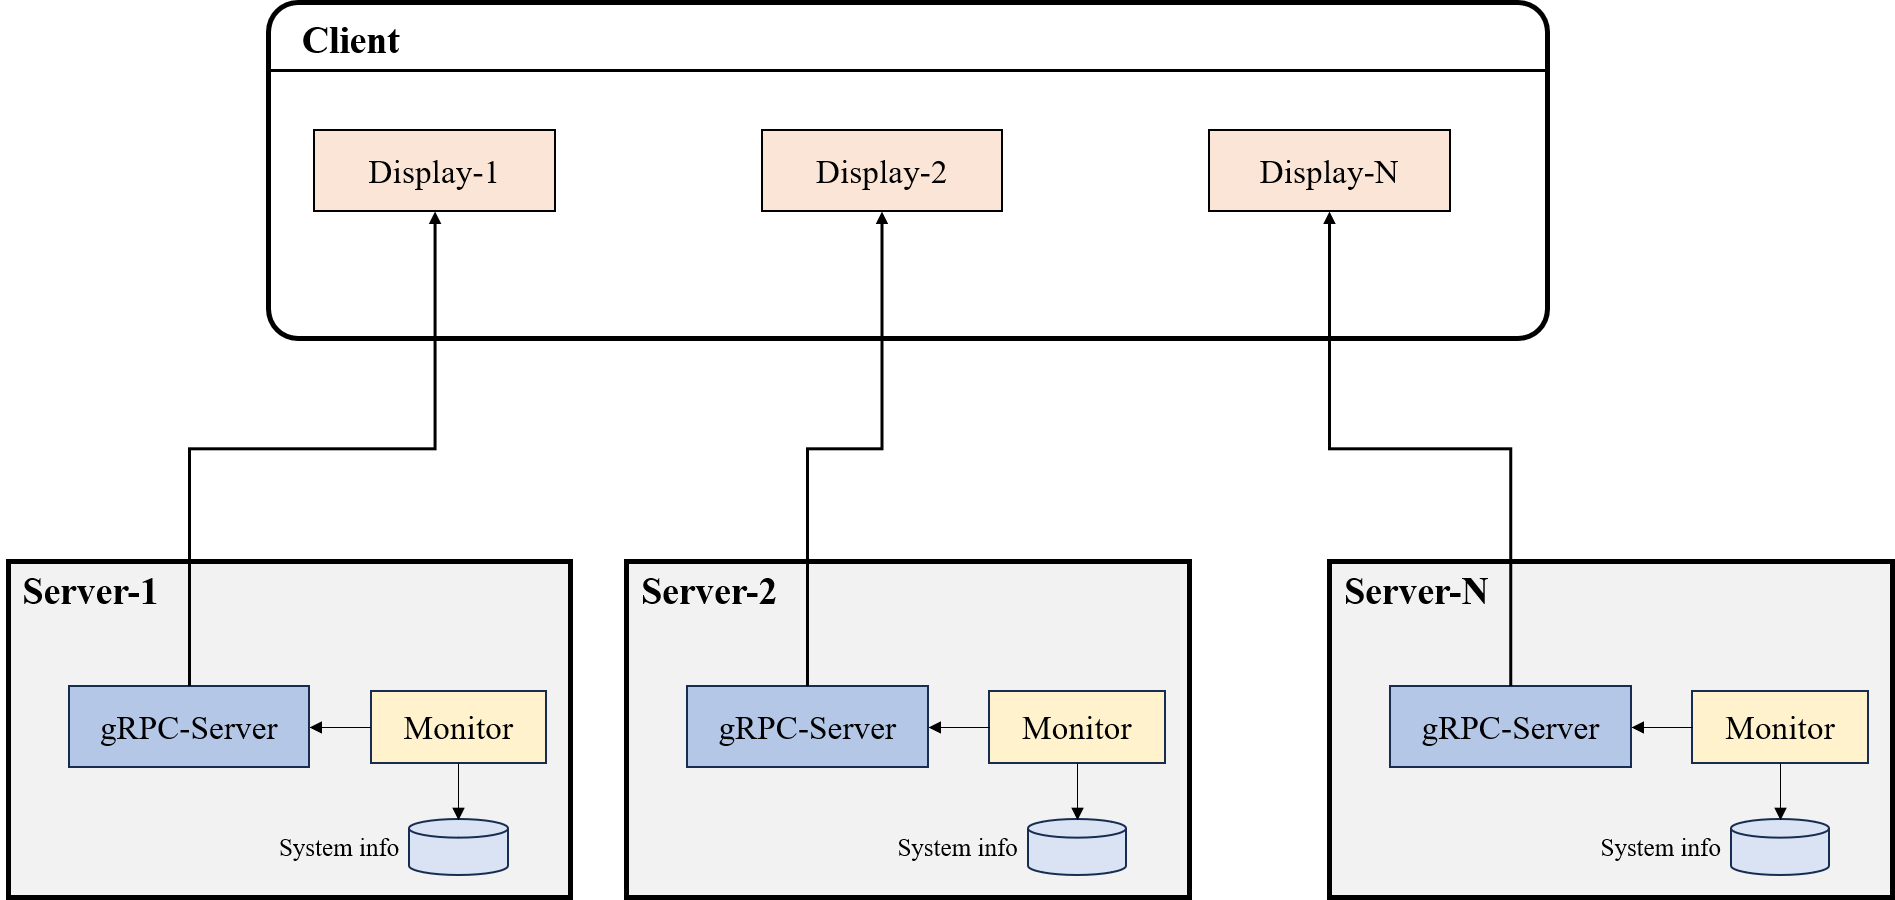 Client
Display-1
Display-2
Display-N
Server-1
Server-2
Server-N
gRPC-Server
Monitor
gRPC-Server
Monitor
gRPC-Server
Monitor
System info
System info
System info